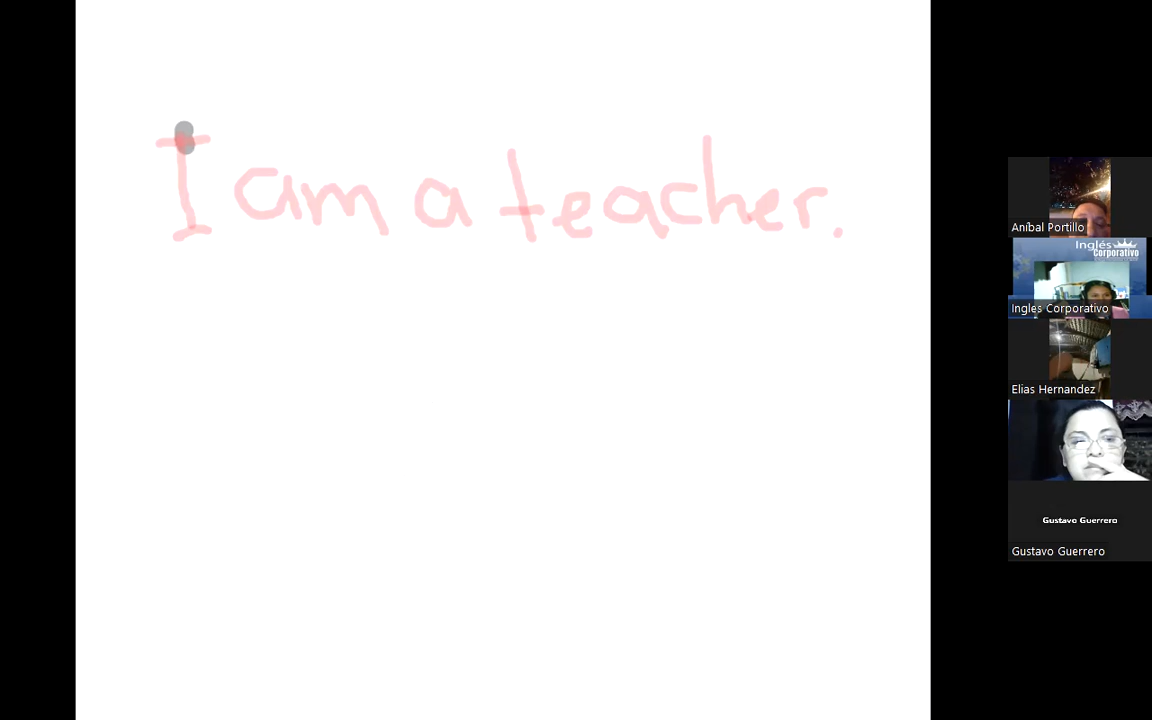 I am a teacher.
Aníbal Portillo
Inglés
Corporativo
Ingles Corporativo
Elias Hernandez
Gustavo Guerrero
Gustavo Guerrero